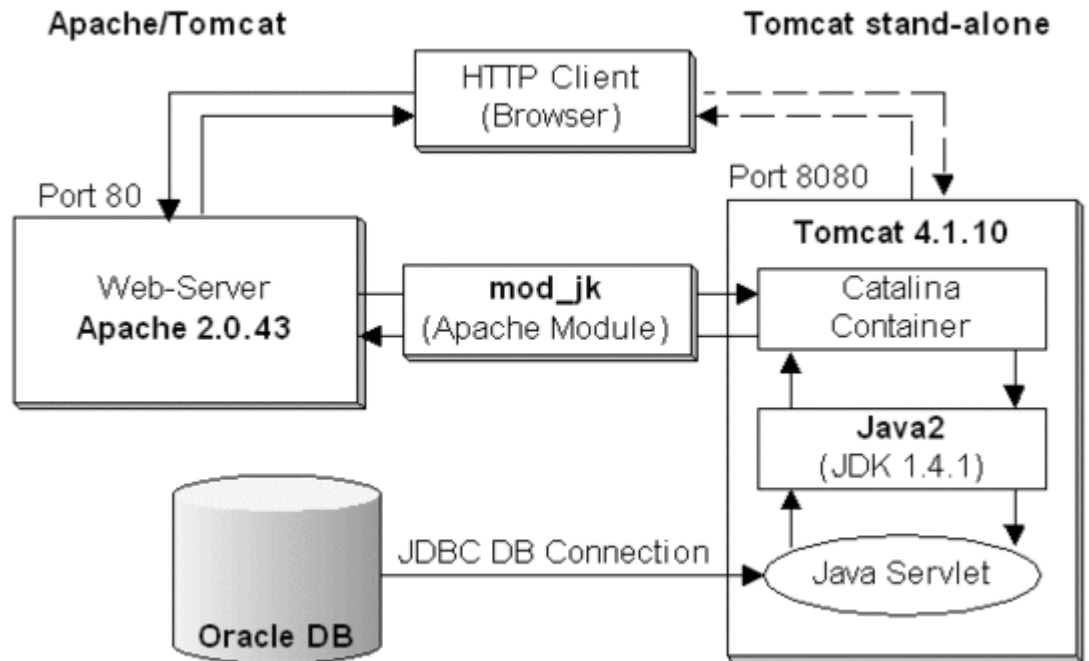 Apache/Tomcat
Tomcat stand-alone
HTTP Client
(Browser)
Port 80
Port 8080
Web-Server
Apache 2.0.43
mod_jk
(Apache Module)
Tomcat 4.1.10
Catalina
Container
Java2
(JDK 1.4.1)
JDBC DB Connection
Java Servlet
Oracle DB